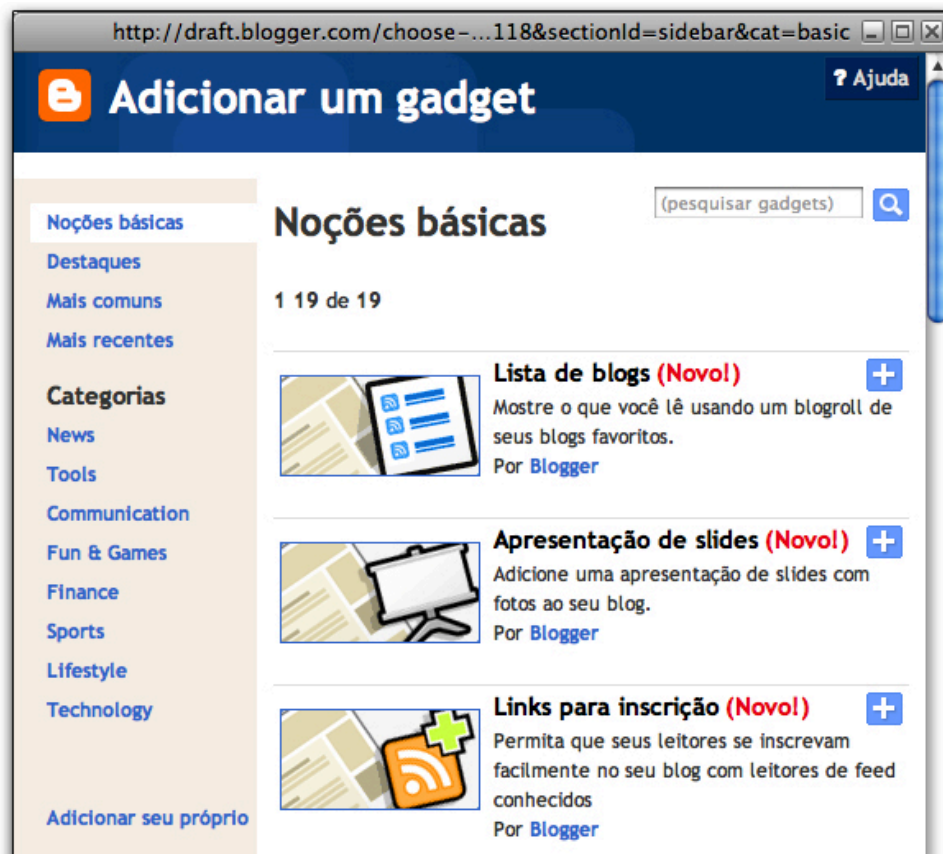 http://draft.blogger.com/choose-...118&sectionId=sidebar&cat=basic
Adicionar um gadget
? Ajuda
Noções básicas
Destaques
Mais comuns
Mais recentes
Categorias
News
Tools
Communication
Fun & Games
Finance
Sports
Lifestyle
Technology
Adicionar seu próprio
Noções básicas
(pesquisar gadgets)
1 19 de 19
Lista de blogs (Novo!)
Mostre o que você lê usando um blogroll de
seus blogs favoritos.
Por Blogger
Apresentação de slides (Novo!)
Adicione uma apresentação de slides com
fotos ao seu blog.
Por Blogger
Links para inscrição (Novo!)
Permita que seus leitores se inscrevam
facilmente no seu blog com leitores de feed
conhecidos
Por Blogger